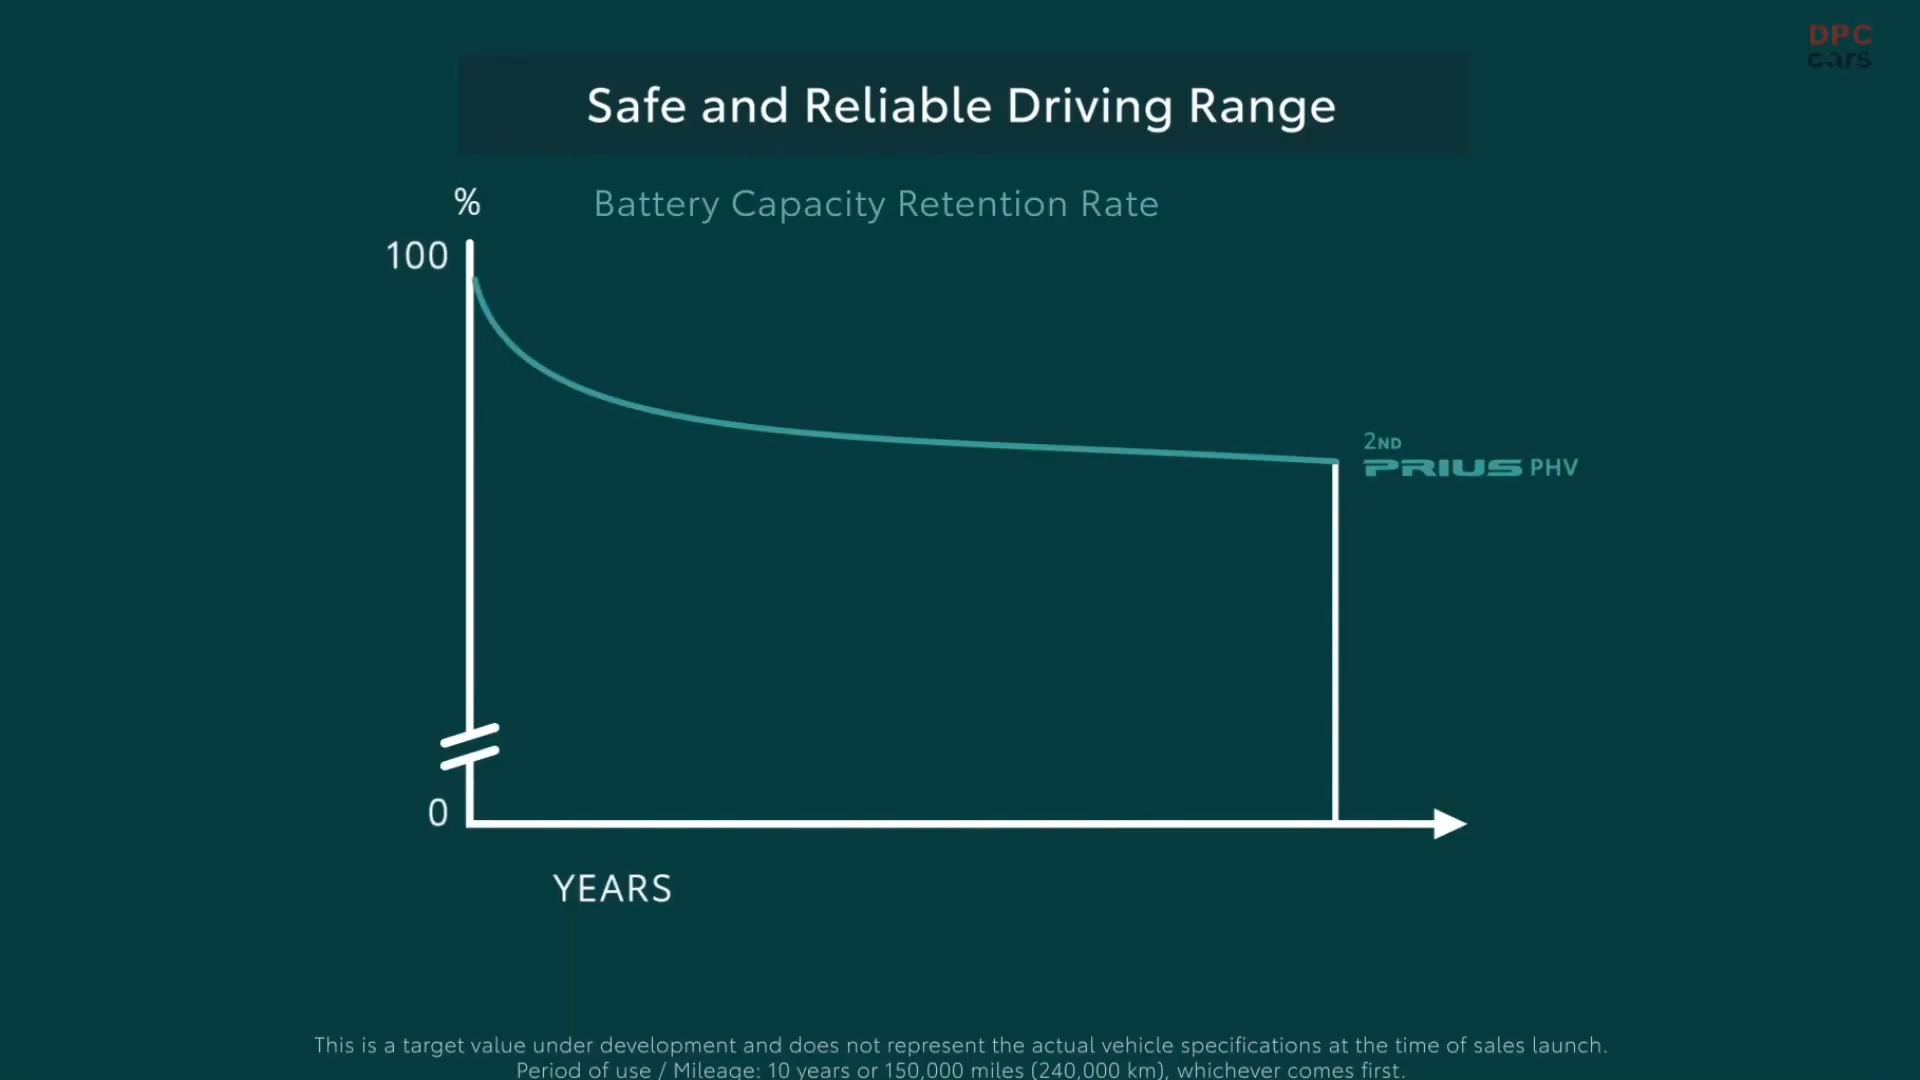 DPC
cars
Safe and Reliable Driving Range
% Battery Capacity Retention Rate
100
2ND
PRIUS PHV
0
YEARS
This is a target value under development and does not represent the actual vehicle specifications at the time of sales launch.
Period of use / Mileage: 10 years or 150,000 miles (240,000 km), whichever comes first.